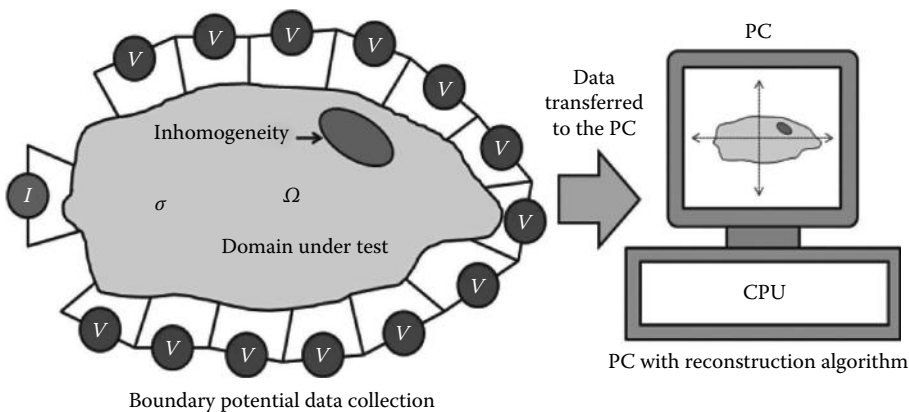 V V V V
PC
V
Data
transferred
to the PC
Inhomogeneity
V
I
σ Ω
V
Domain under test
V
CPU
V V V V V
PC with reconstruction algorithm
Boundary potential data collection